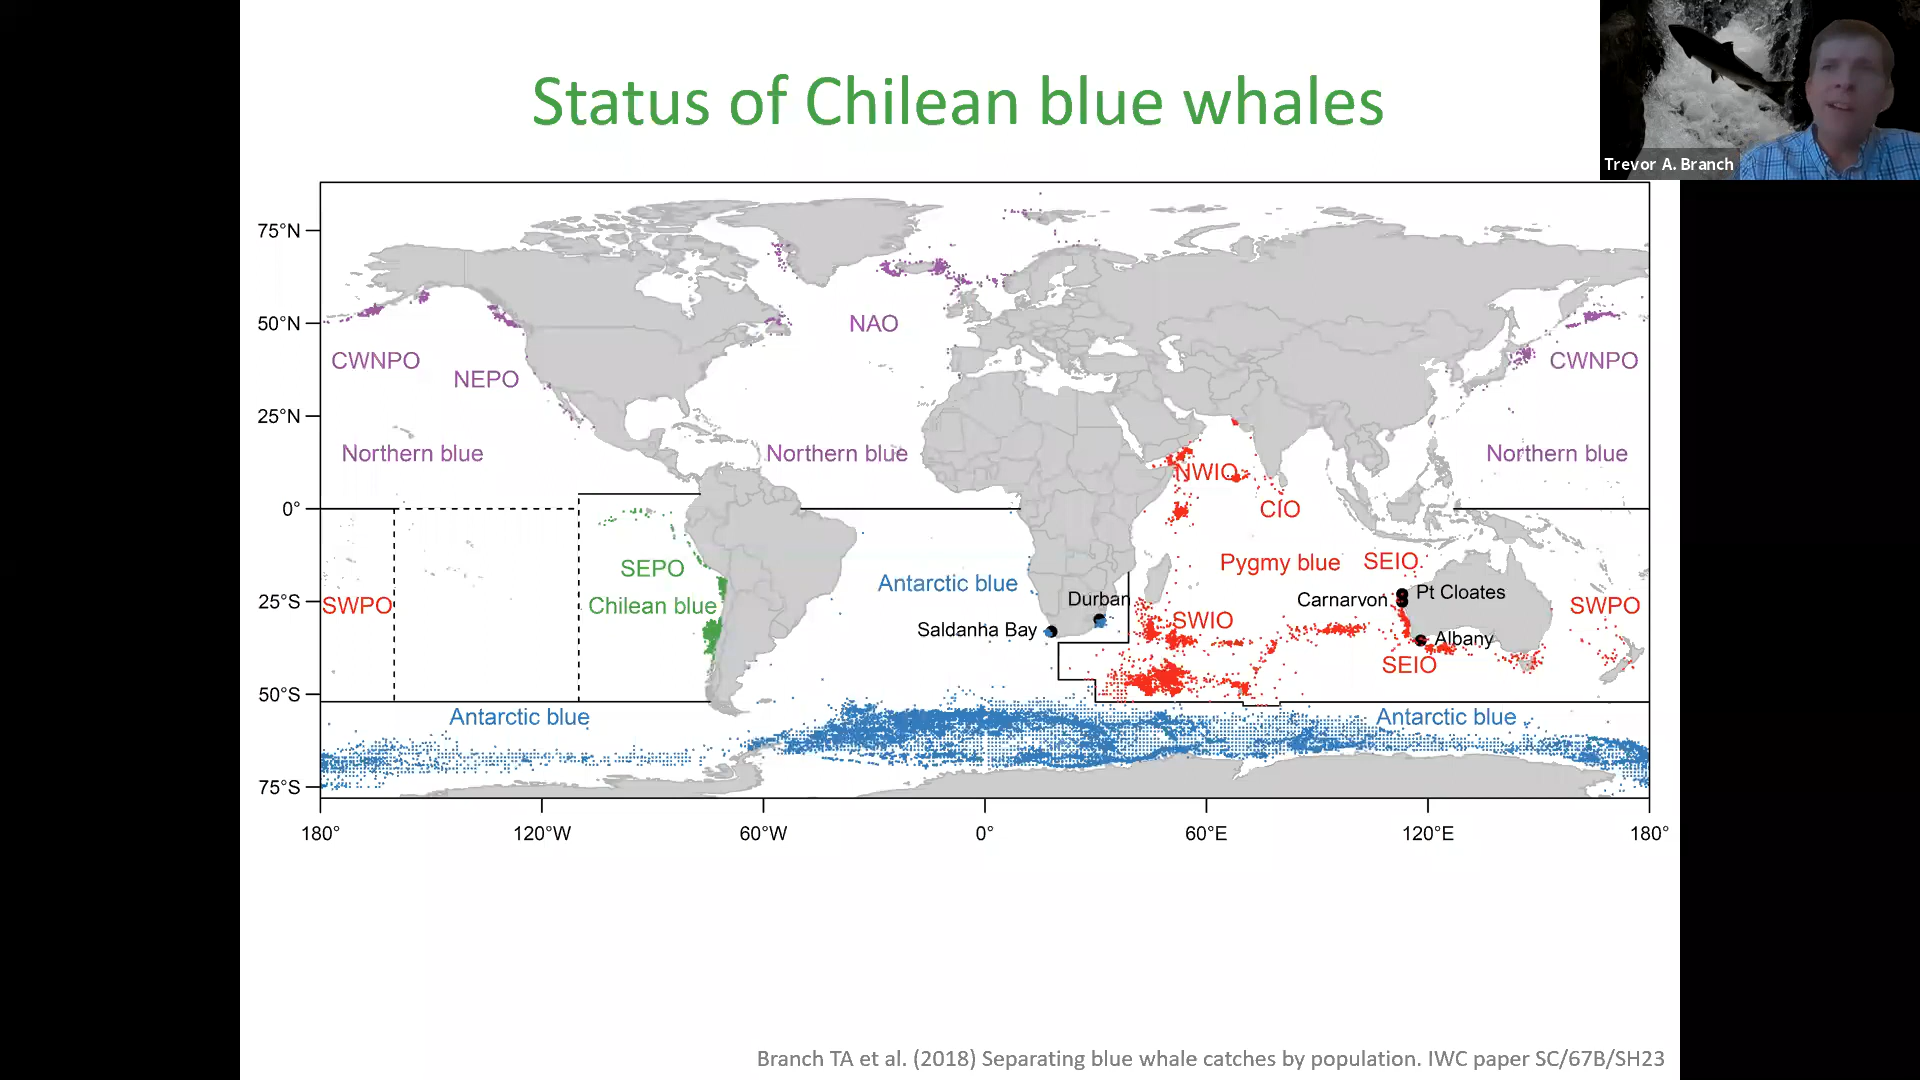 Status of Chilean blue whales
Trevor A. Branch
75°N
50°N
25°N
0°
25°S
50°S
75°S
180°
120°W
60°W
0°
60°E
120°E
180°
NAO
CWNPO
NEPO
CWNPO
Northern blue
Northern blue
Northern blue
NWIO
CIO
SEPO
Chilean blue
SWPO
Antarctic blue
Pygmy blue
SEIO
Durban
Saldanha Bay
SWIO
Carnarvon
Pt Cloates
Albany
SEIO
SWPO
Antarctic blue
Antarctic blue
Branch TA et al. (2018) Separating blue whale catches by population. IWC paper SC/67B/SH23